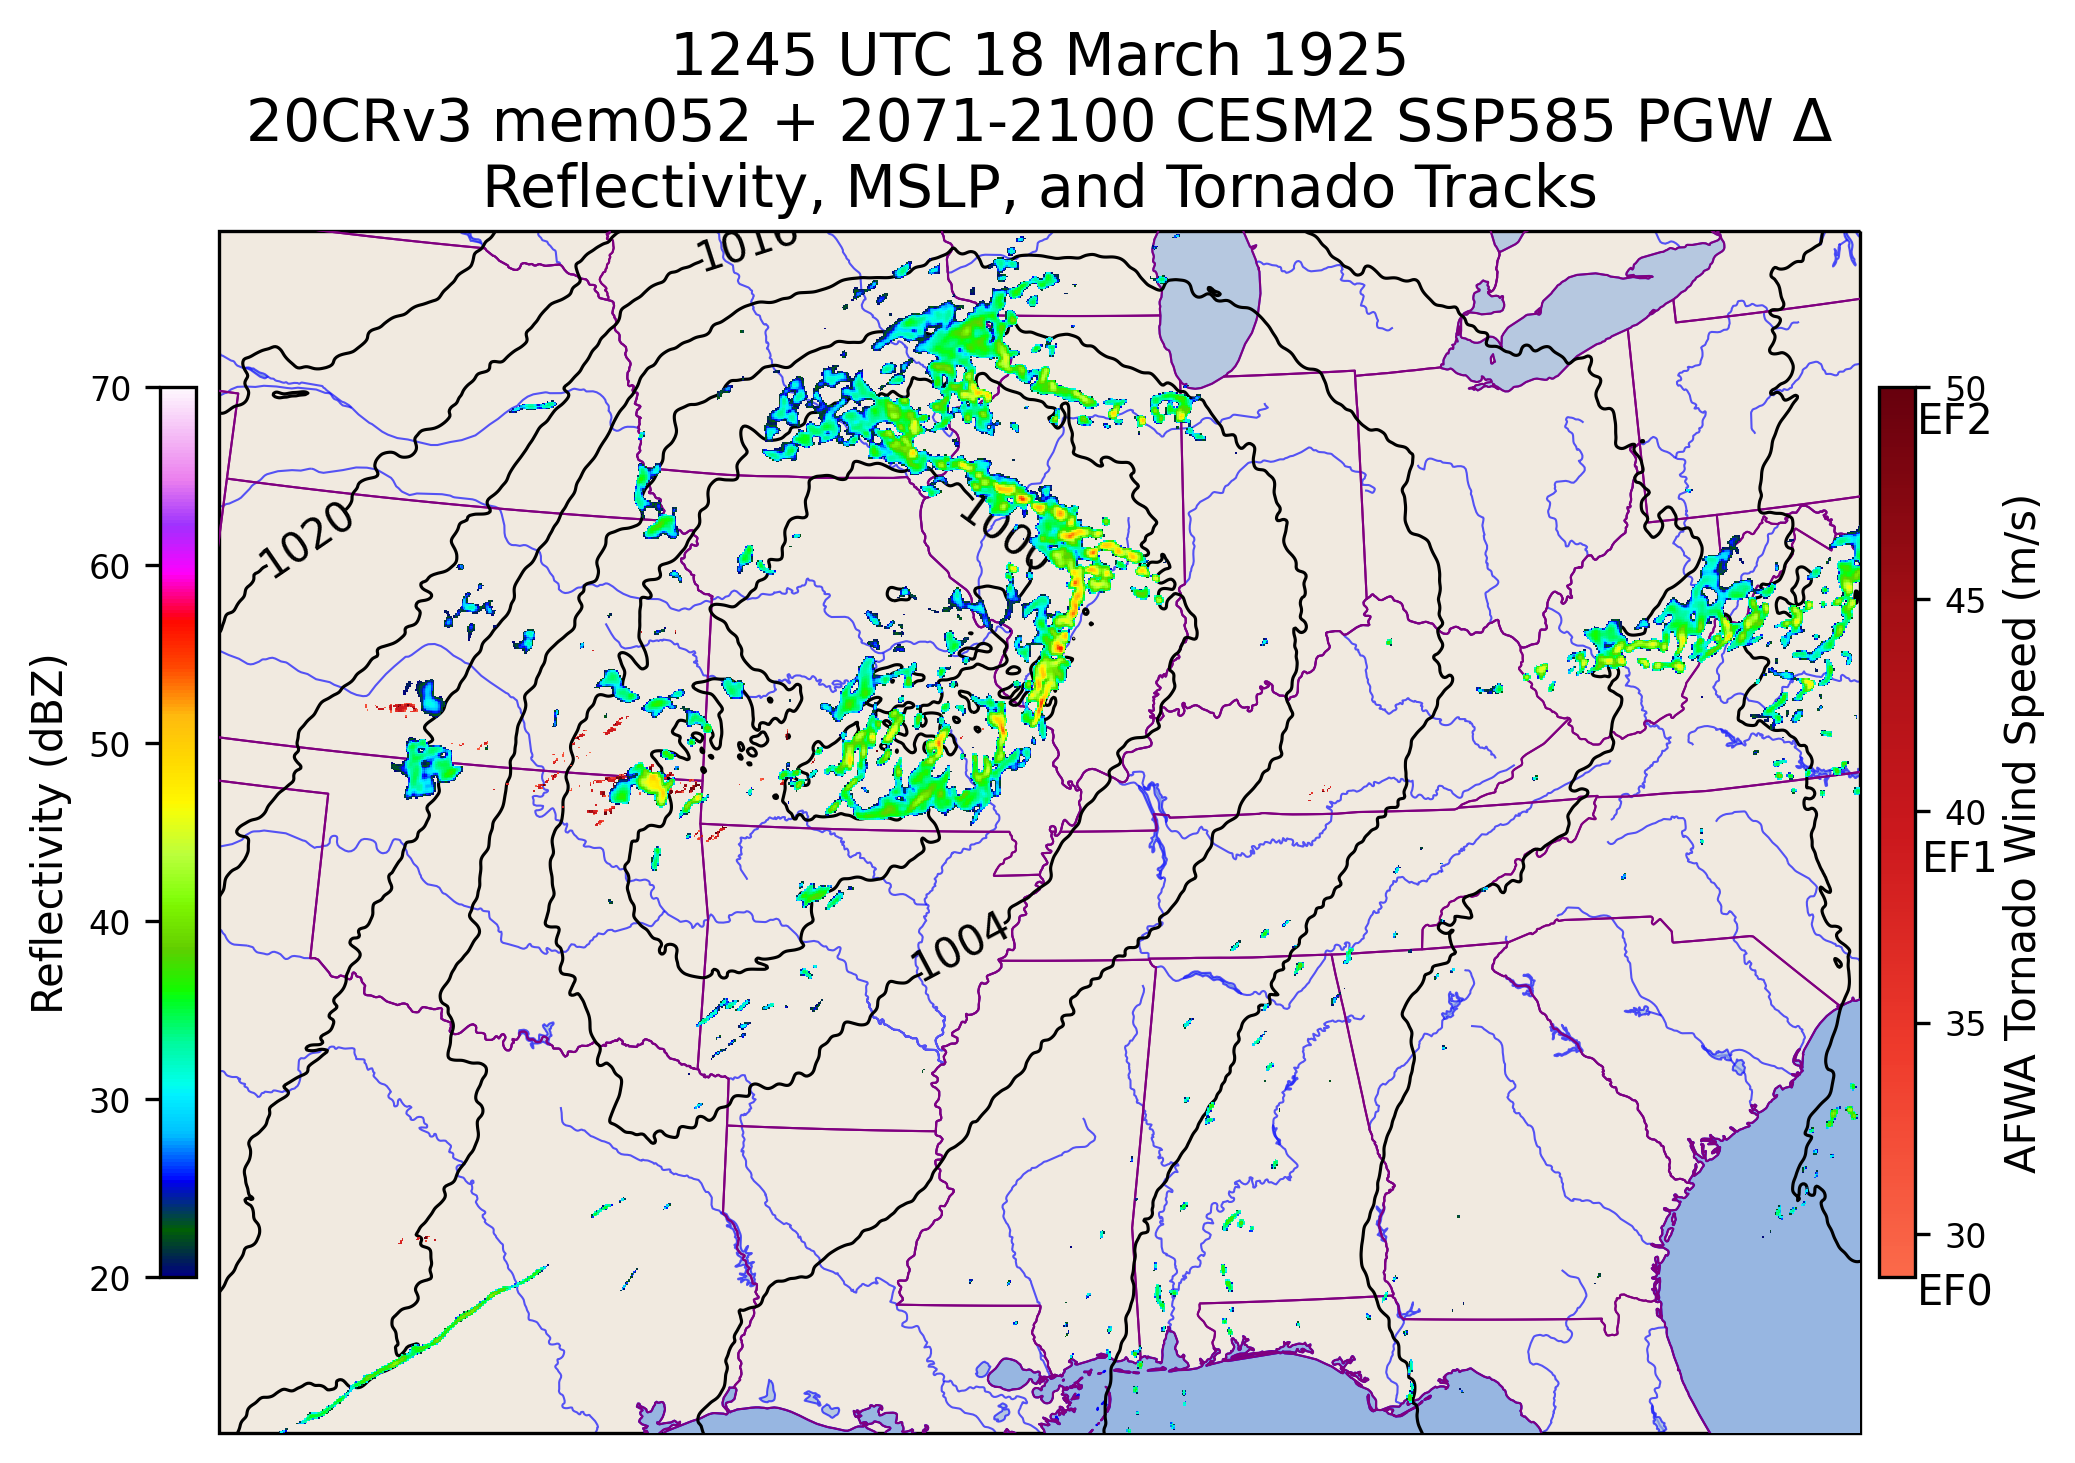 1245 UTC 18 March 1925
20CRv3 mem052 + 2071-2100 CESM2 SSP585 PGW Δ
Reflectivity, MSLP, and Tornado Tracks
70
60
50
40
30
20
Reflectivity (dBZ)
1016
1020
1004
50
EF2
45
40
EF1
35
30
EF0
AFWA Tornado Wind Speed (m/s)